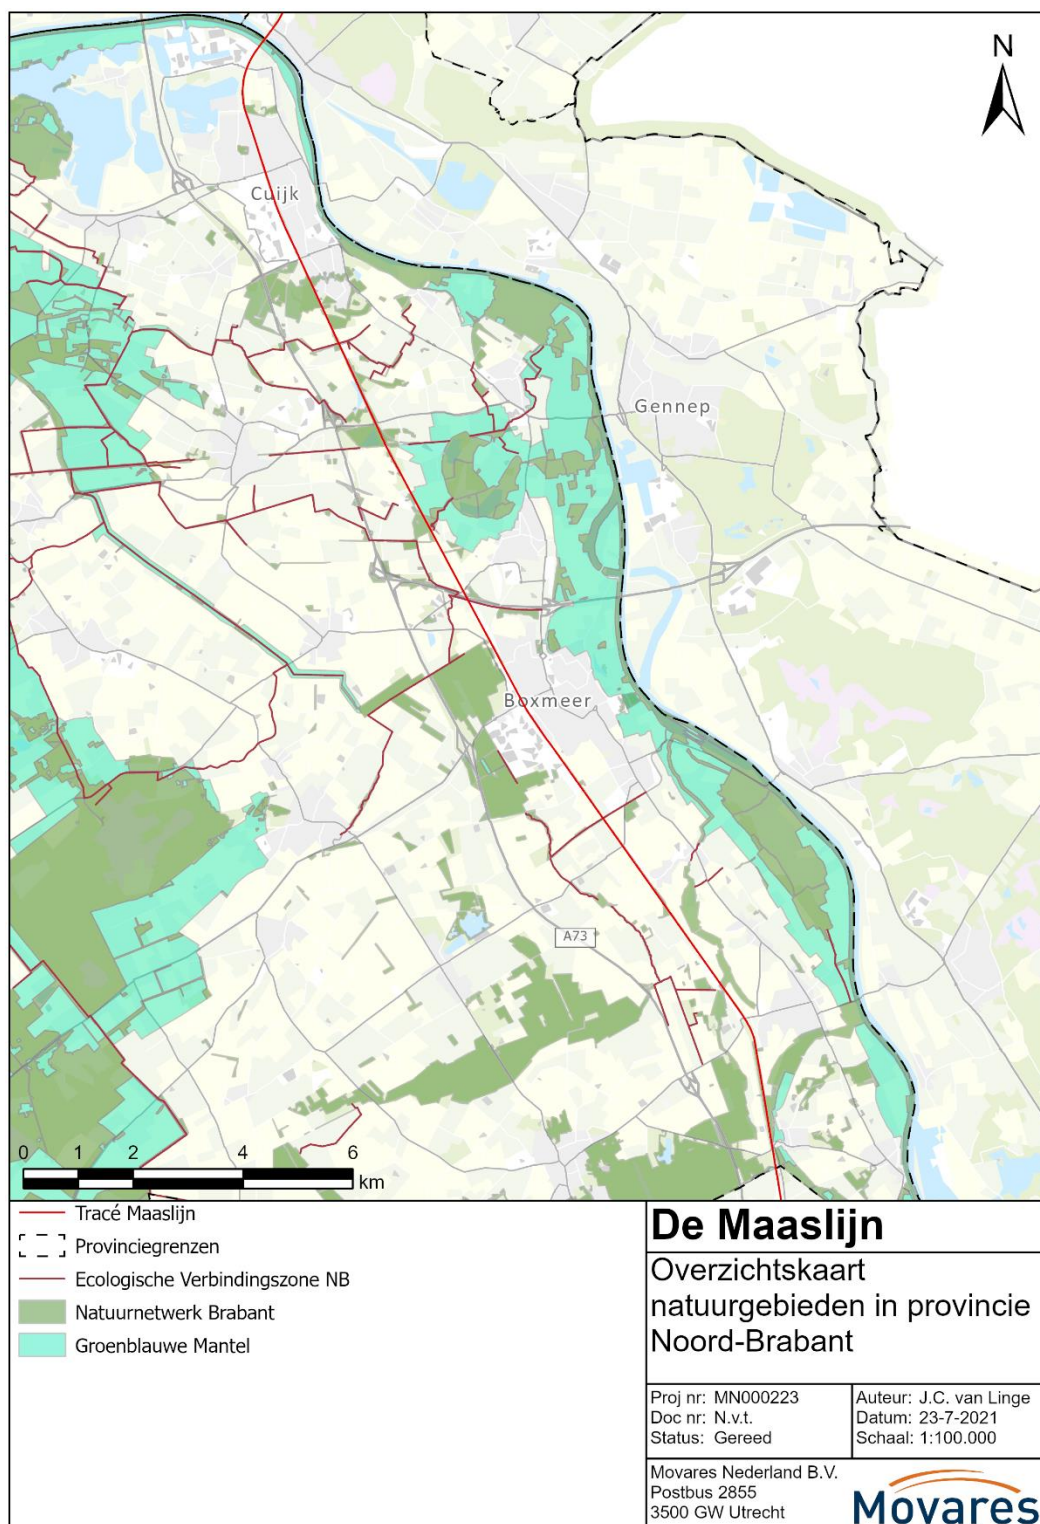 N
Cuijk
Gennep
Boxmeer
A73
0 1 2 4 6
km
Tracé Maaslijn
Provinciegrenzen
Ecologische Verbindingszone NB
Natuurnetwerk Brabant
Groenblauwe Mantel
De Maaslijn
Overzichtskaart
natuurgebieden in provincie
Noord-Brabant
Proj nr: MN000223
Doc nr: N.v.t.
Status: Gereed
Auteur: J.C. van Linge
Datum: 23-7-2021
Schaal: 1:100.000
Movares Nederland B.V.
Postbus 2855
3500 GW Utrecht
Movares